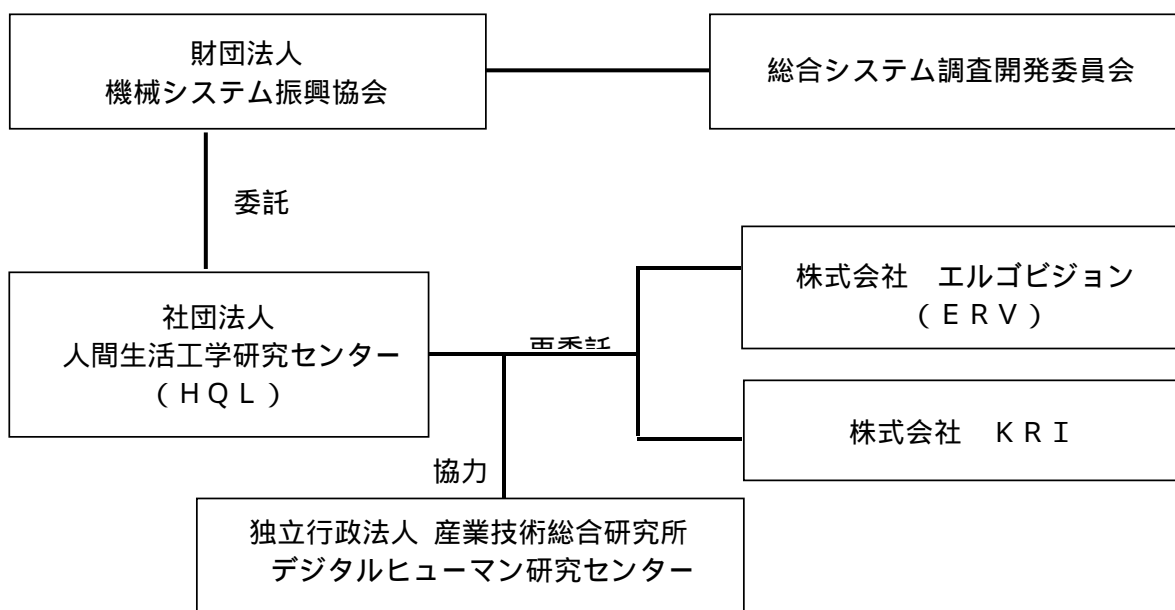 財団法人
機械システム振興協会
総合システム調査開発委員会
委託
社団法人
人間生活工学研究センター
(HQL)
再委託
株式会社 エルゴビジョン
(ERV)
株式会社 KRI
協力
独立行政法人 産業技術総合研究所
デジタルヒューマン研究センター